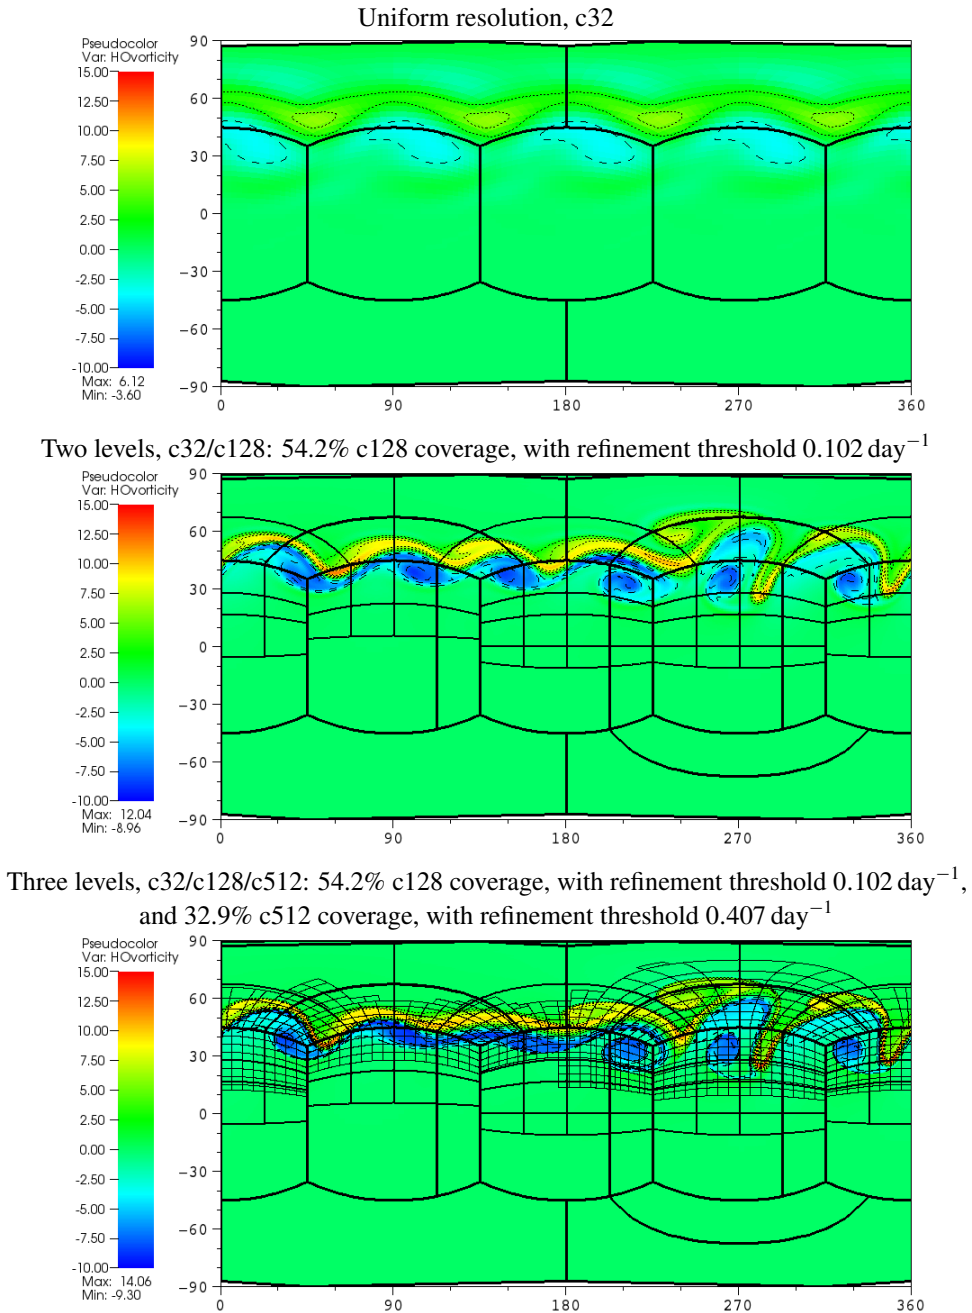 Uniform resolution, c32
Pseudocolor
Var: HOvorticity
15.00
12.50
10.00
7.50
5.00
2.50
0.00
-2.50
-5.00
-7.50
-10.00
Max: 6.12
Min: -3.60
90
60
30
0
-30
-60
-90
0 90 180 270 360
Two levels, c32/c128: 54.2% c128 coverage, with refinement threshold 0.102 day−1
Pseudocolor
Var: HOvorticity
15.00
12.50
10.00
7.50
5.00
2.50
0.00
-2.50
-5.00
-7.50
-10.00
Max: 12.04
Min: -8.96
90
60
30
0
-30
-60
-90
0 90 180 270 360
Three levels, c32/c128/c512: 54.2% c128 coverage, with refinement threshold 0.102 day−1,
and 32.9% c512 coverage, with refinement threshold 0.407 day−1
Pseudocolor
Var: HOvorticity
15.00
12.50
10.00
7.50
5.00
2.50
0.00
-2.50
-5.00
-7.50
-10.00
Max: 14.06
Min: -9.30
90
60
30
0
-30
-60
-90
0 90 180 270 360